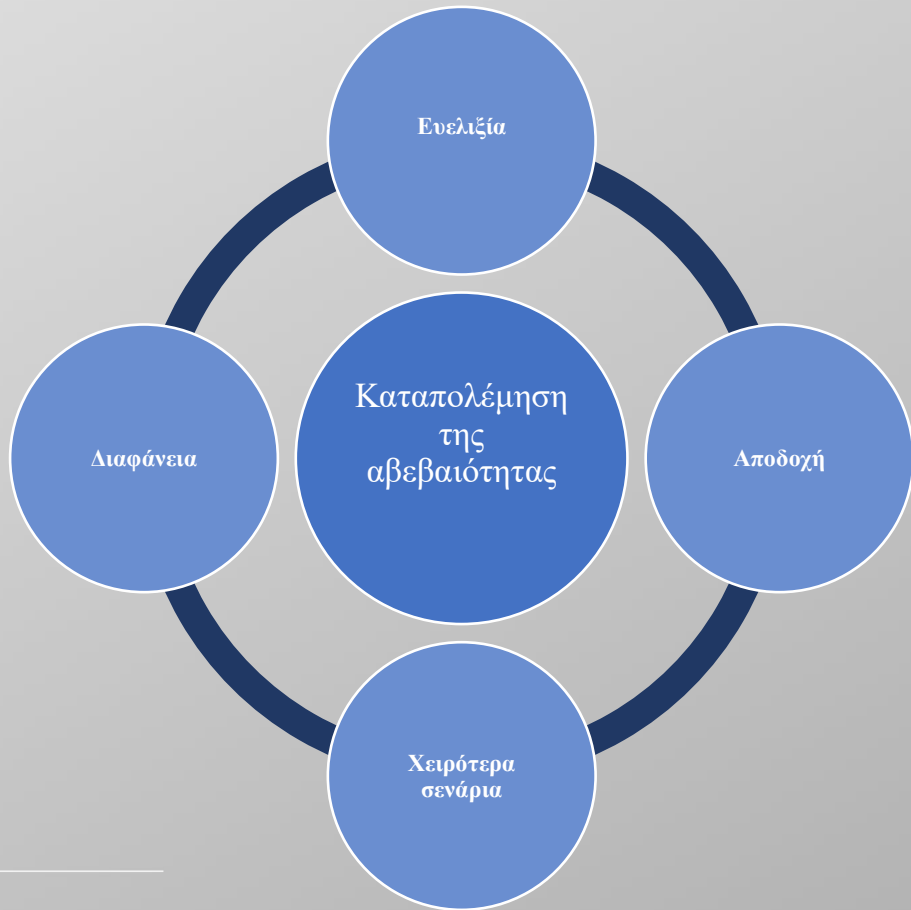 Ευελιξία
Καταπολέμηση
της
αβεβαιότητας
Διαφάνεια
Αποδοχή
Χειρότερα
σενάρια